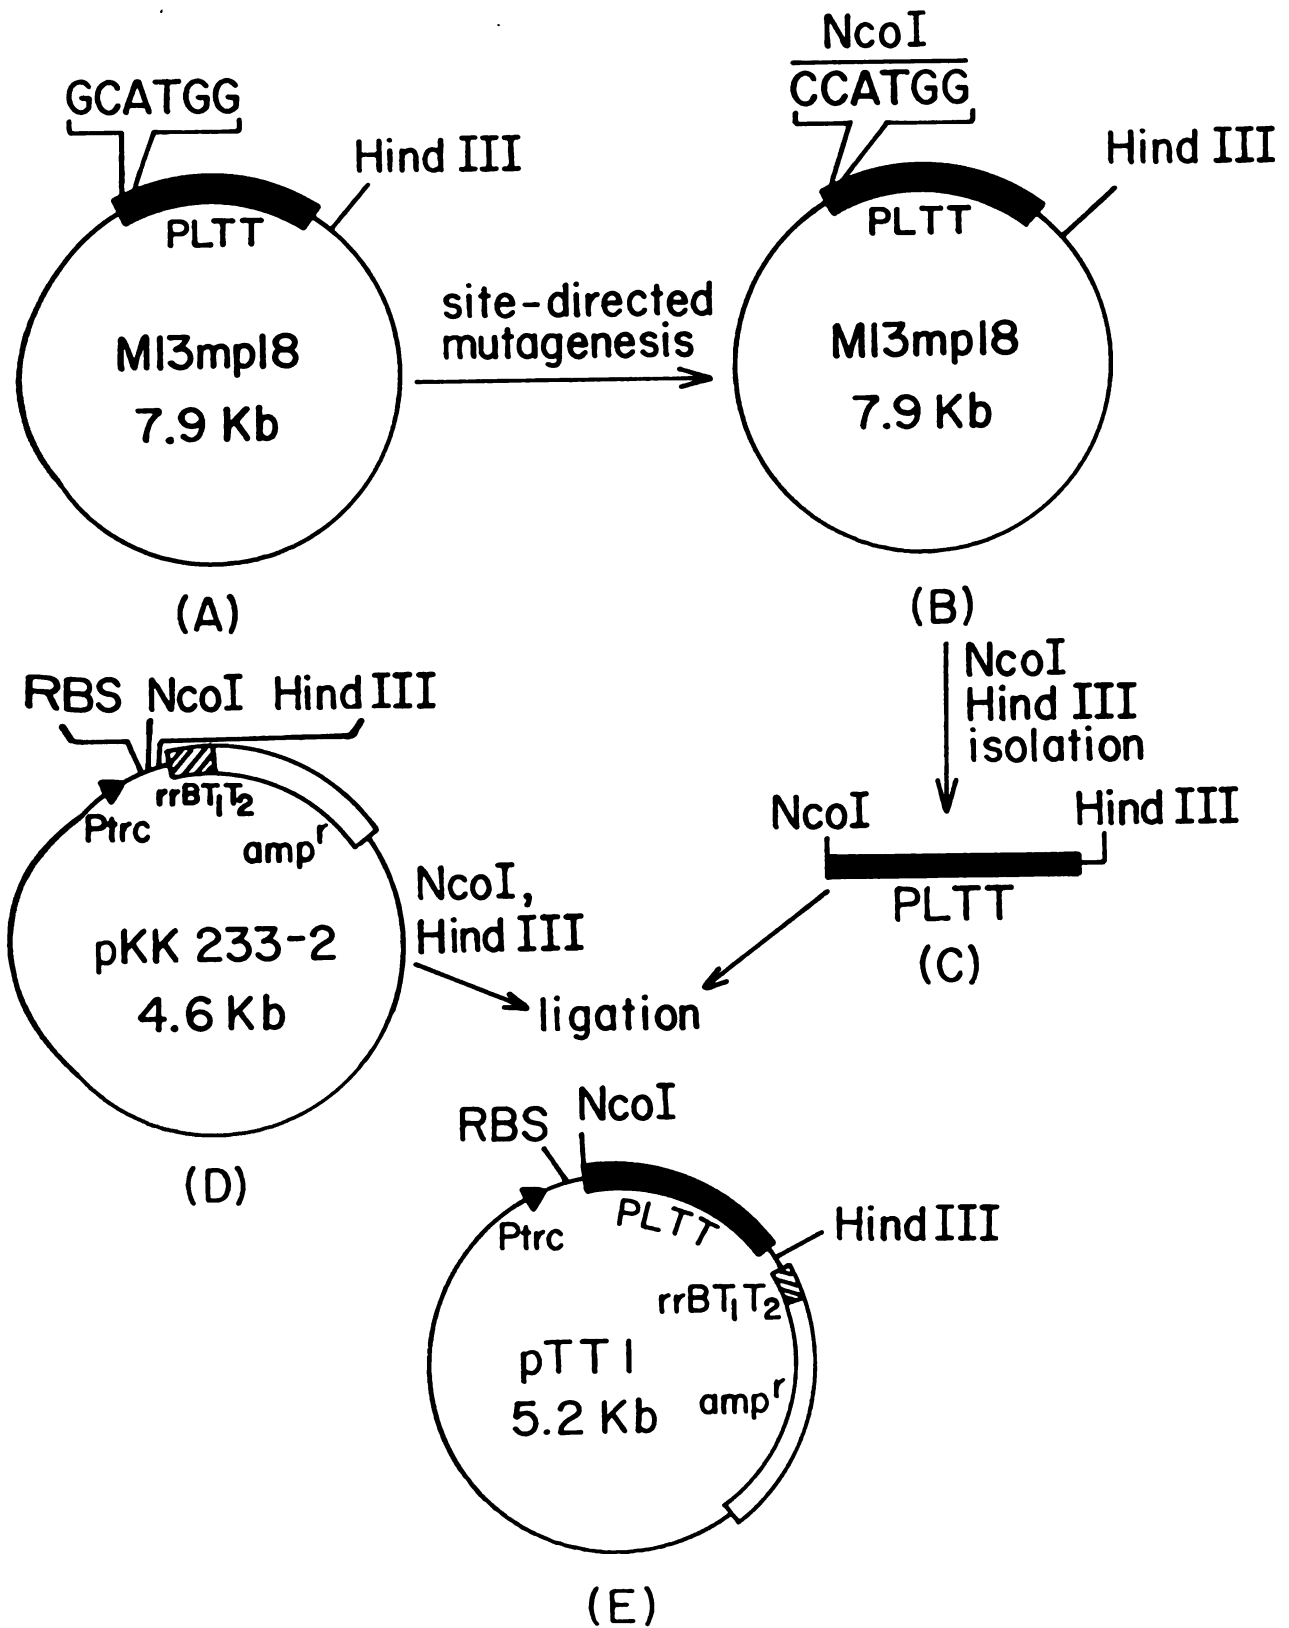 GCATGG
Hind III
PLTT
M13mp18
7.9 Kb
(A)
site-directed
mutagenesis
NcoI
CCATGG
Hind III
PLTT
M13mp18
7.9 Kb
(B)
NcoI
Hind III
isolation
NcoI
Hind III
PLTT
(C)
RBS
NcoI
Hind III
Ptrc
rrBT₁T₂
ampʳ
pKK 233-2
4.6 Kb
(D)
NcoI,
Hind III
ligation
RBS
NcoI
Ptrc
PLTT
Hind III
rrBT₁T₂
ampʳ
pTT1
5.2 Kb
(E)